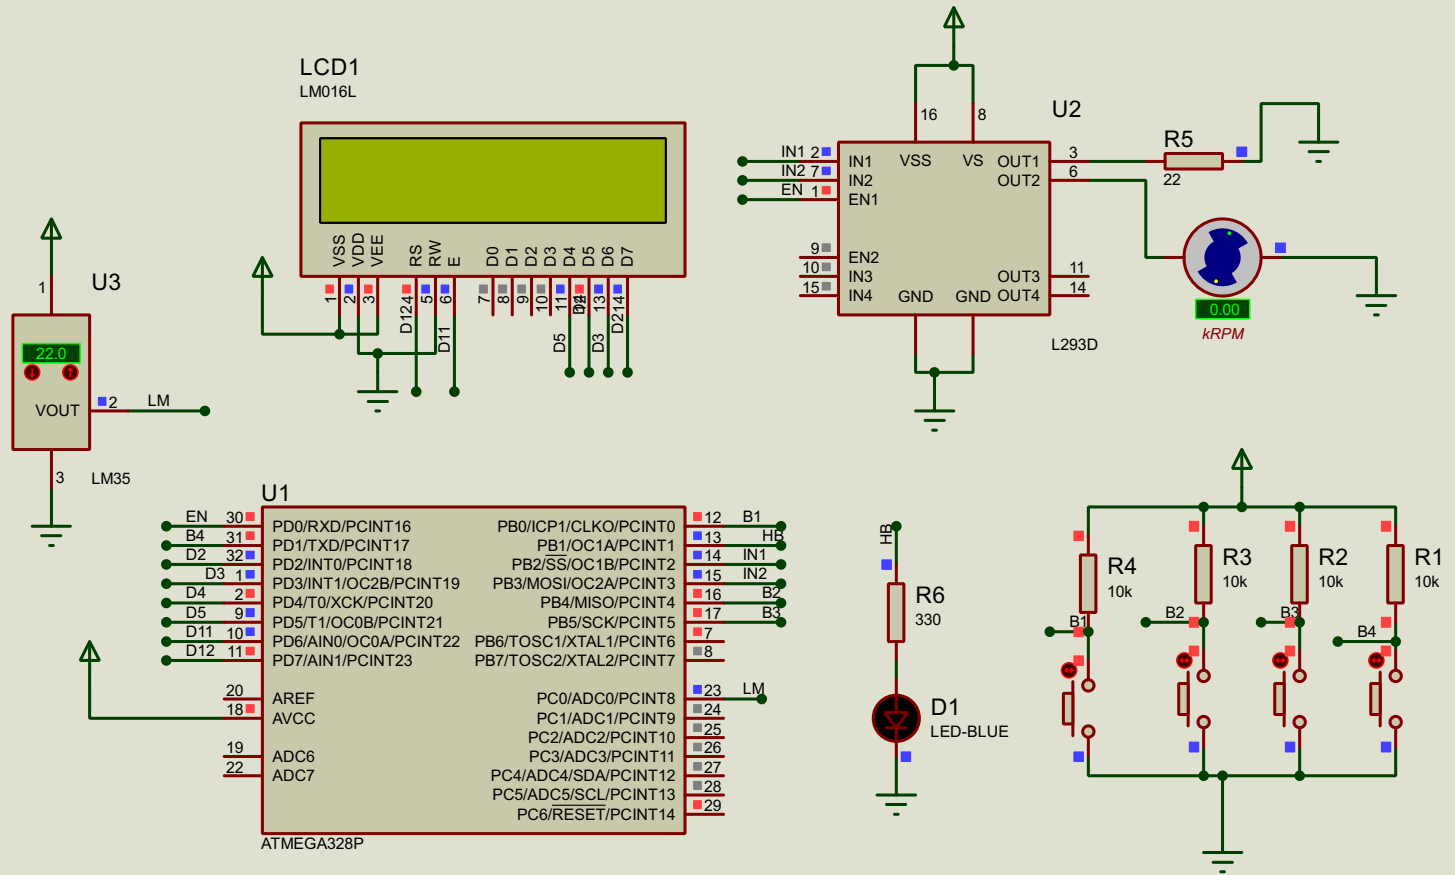 LCD1
LM016L
VSS
VDD
VEE
RS
RW
E
D0
D1
D2
D3
D4
D5
D6
D7
1
2
3
D12 4
5
D11 6
7
8
9
10
D5 11
D4
D3 13
D2 14
U3
1
22.0
VOUT
2 LM
3
LM35
U2
16
8
IN1 2
IN2 7
EN 1
9
10
15
IN1
IN2
EN1
EN2
IN3
IN4
VSS
VS
OUT1
OUT2
OUT3
OUT4
GND
GND
3
6
11
14
L293D
R5
22
0.00
kRPM
U1
EN 30 PD0/RXD/PCINT16
B4 31 PD1/TXD/PCINT17
D2 32 PD2/INT0/PCINT18
D3 1 PD3/INT1/OC2B/PCINT19
D4 2 PD4/T0/XCK/PCINT20
D5 9 PD5/T1/OC0B/PCINT21
D11 10 PD6/AIN0/OC0A/PCINT22
D12 11 PD7/AIN1/PCINT23
20 AREF
18 AVCC
19 ADC6
22 ADC7
PB0/ICP1/CLKO/PCINT0 12 B1
PB1/OC1A/PCINT1 13 HB
PB2/SS/OC1B/PCINT2 14 IN1
PB3/MOSI/OC2A/PCINT3 15 IN2
PB4/MISO/PCINT4 16 B2
PB5/SCK/PCINT5 17 B3
PB6/TOSC1/XTAL1/PCINT6 7
PB7/TOSC2/XTAL2/PCINT7 8
PC0/ADC0/PCINT8 23 LM
PC1/ADC1/PCINT9 24
PC2/ADC2/PCINT10 25
PC3/ADC3/PCINT11 26
PC4/ADC4/SDA/PCINT12 27
PC5/ADC5/SCL/PCINT13 28
PC6/RESET/PCINT14 29
ATMEGA328P
HB
R6
330
D1
LED-BLUE
R4
10k
R3
10k
R2
10k
R1
10k
B1
B2
B3
B4